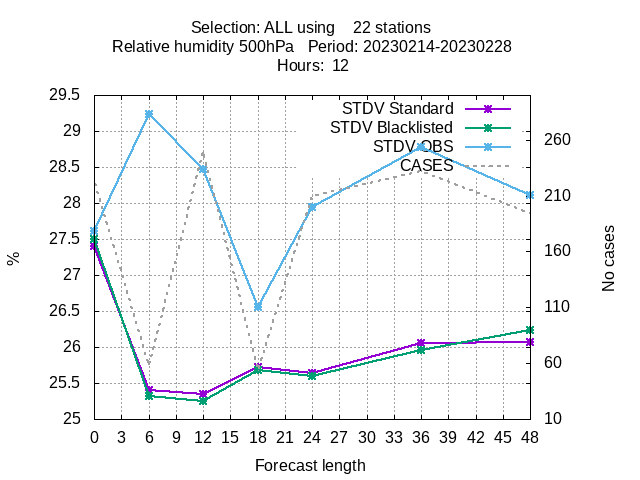 Selection: ALL using    22 stations
Relative humidity 500hPa   Period: 20230214-20230228
Hours:  12
STDV Standard
STDV Blacklisted
STDV OBS
CASES
29.5
29
28.5
28
27.5
27
26.5
26
25.5
25
260
210
160
110
60
10
%
No cases
0 3 6 9 12 15 18 21 24 27 30 33 36 39 42 45 48
Forecast length